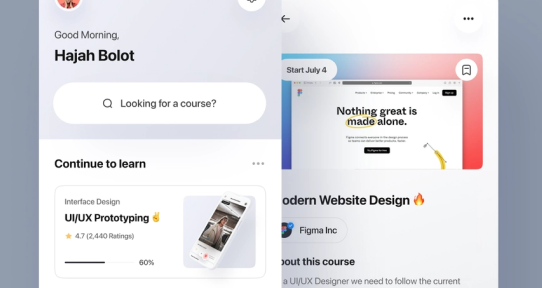 Good Morning,
Hajah Bolot
Looking for a course?
Continue to learn
Interface Design
UI/UX Prototyping ✌️
4.7 (2,440 Ratings)
60%
Start July 4
Nothing great is
made alone.
odern Website Design 🔥
Figma Inc
out this course
a UI/UX Designer we need to follow the current